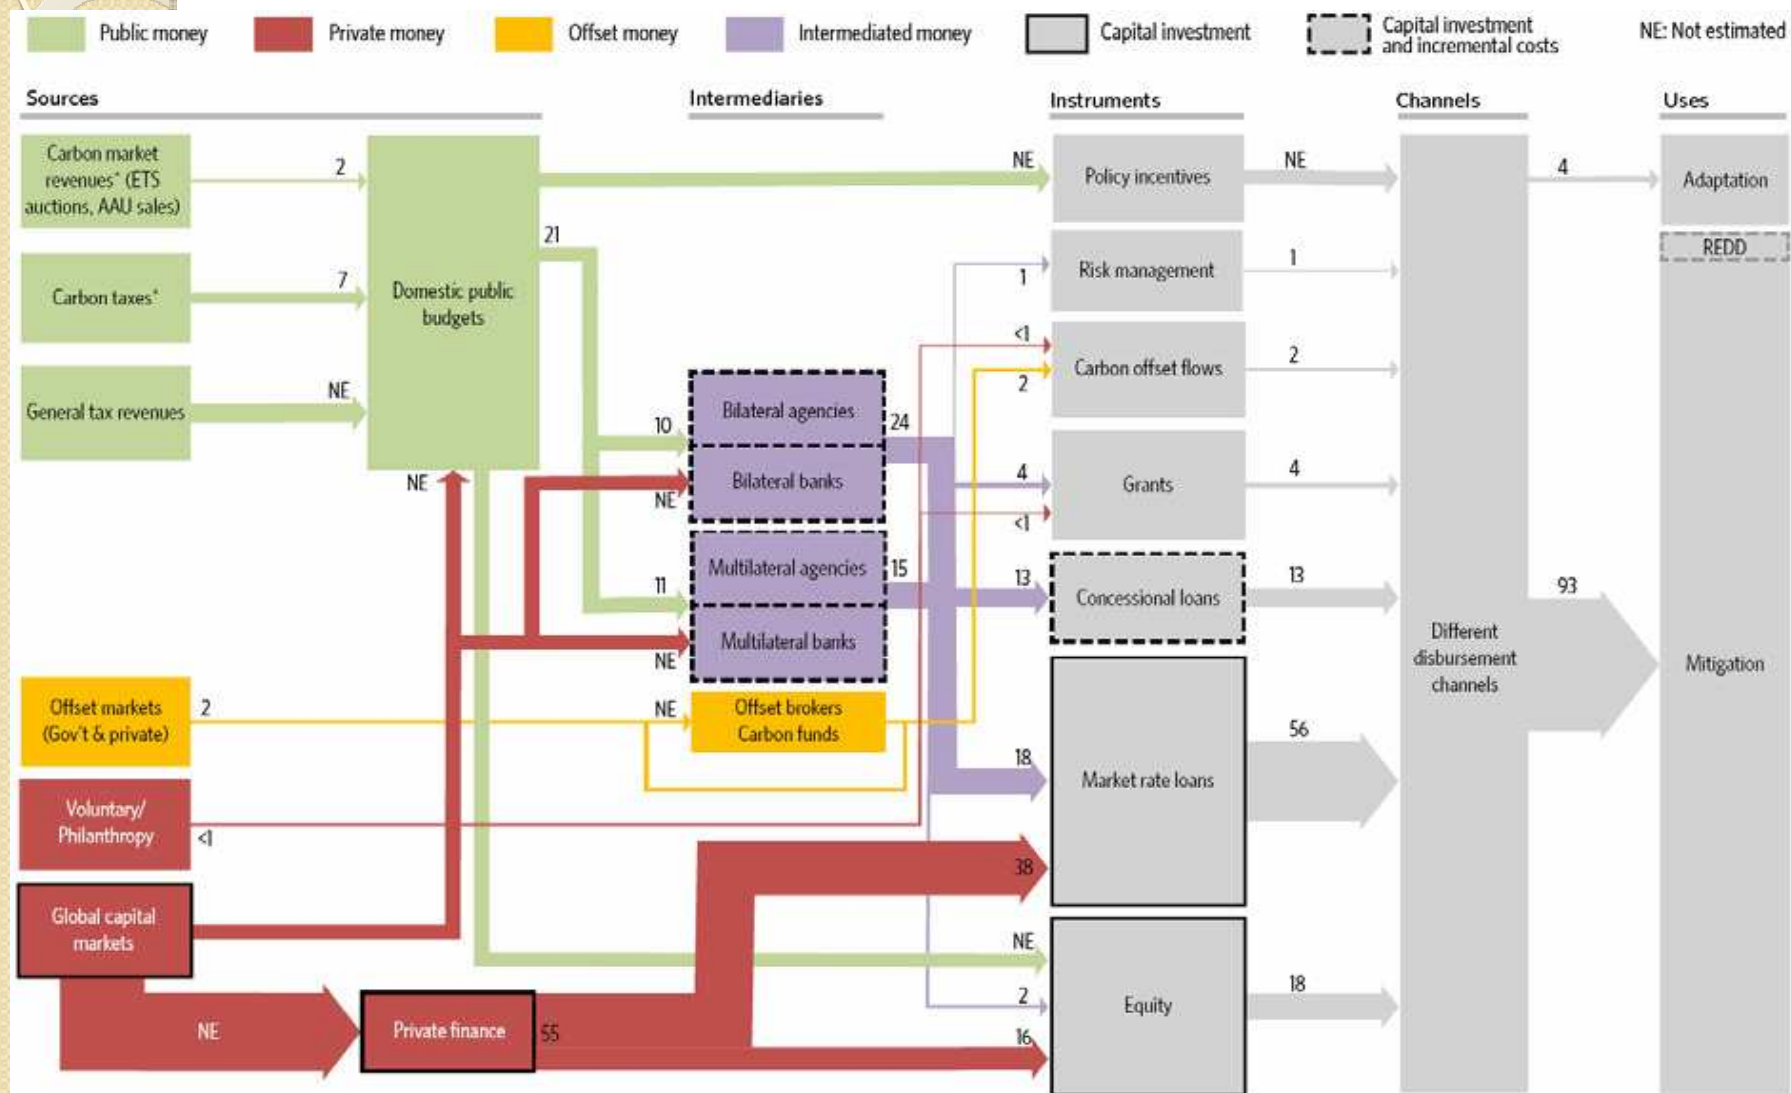 Public money
Private money
Offset money
Intermediated money
Capital investment
Capital investment
and incremental costs
NE: Not estimated
Sources
Intermediaries
Instruments
Channels
Uses
Carbon market
revenues* (ETS
auctions, AAU sales)
2
Carbon taxes*
7
General tax revenues
NE
Domestic public
budgets
NE
21
NE
10
NE
11
NE
Bilateral agencies
Bilateral banks
24
Multilateral agencies
Multilateral banks
15
Offset markets
(Gov't & private)
2
NE
Offset brokers
Carbon funds
Voluntary/
Philanthropy
<1
Global capital
markets
NE
Private finance
55
NE
Policy incentives
NE
1
Risk management
1
<1
2
Carbon offset flows
2
4
<1
Grants
4
13
Concessional loans
13
18
38
Market rate loans
56
NE
2
16
Equity
18
Different
disbursement
channels
4
93
Adaptation
REDD
Mitigation